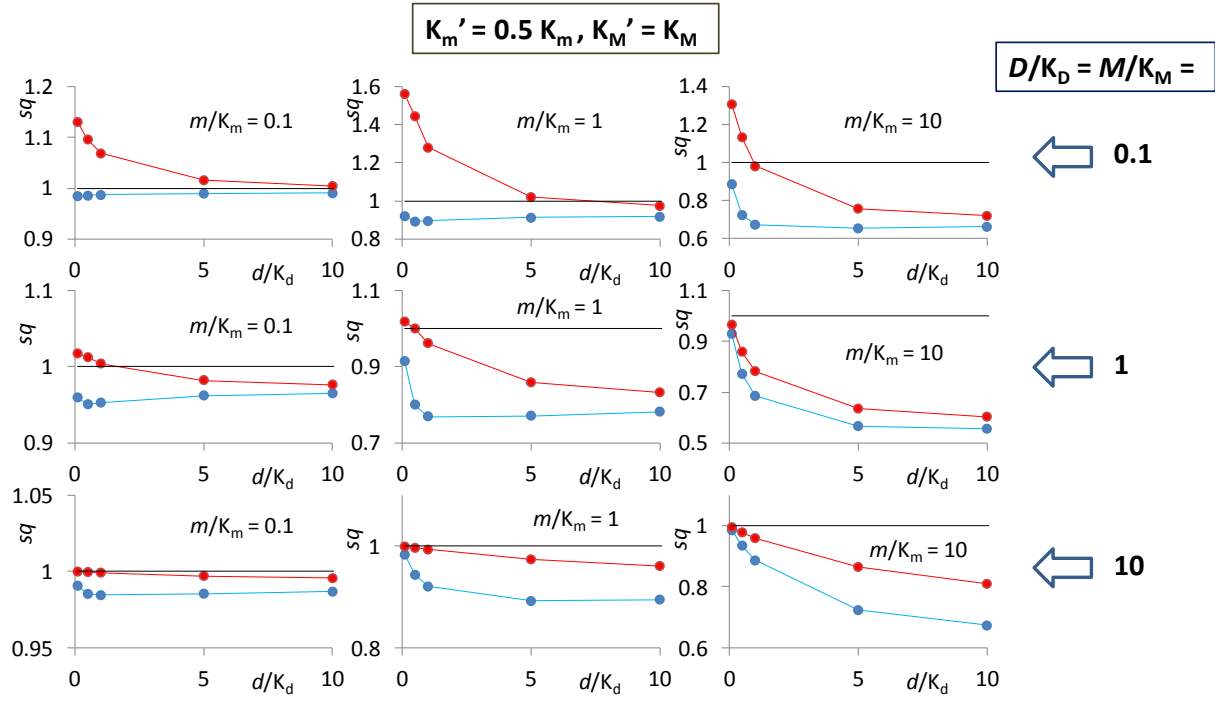 Km’ = 0.5 Km , KM’ = KM
D/KD = M/KM =
1.2
1.1
1
0.9
sq
m/Km = 0.1
0 5 10
d/Kd
1.6
1.4
1.2
1
0.8
sq
m/Km = 1
0 5 10
d/Kd
1.4
1.2
1
0.8
0.6
sq
m/Km = 10
0 5 10
d/Kd
0.1
1.1
1
0.9
sq
m/Km = 0.1
0 5 10
d/Kd
1.1
0.9
0.7
sq
m/Km = 1
0 5 10
d/Kd
1.1
0.9
0.7
0.5
sq
m/Km = 10
0 5 10
d/Kd
1
1.05
1
0.95
sq
m/Km = 0.1
0 5 10
d/Kd
1
0.8
sq
m/Km = 1
0 5 10
d/Kd
1
0.8
0.6
sq
m/Km = 10
0 5 10
d/Kd
10